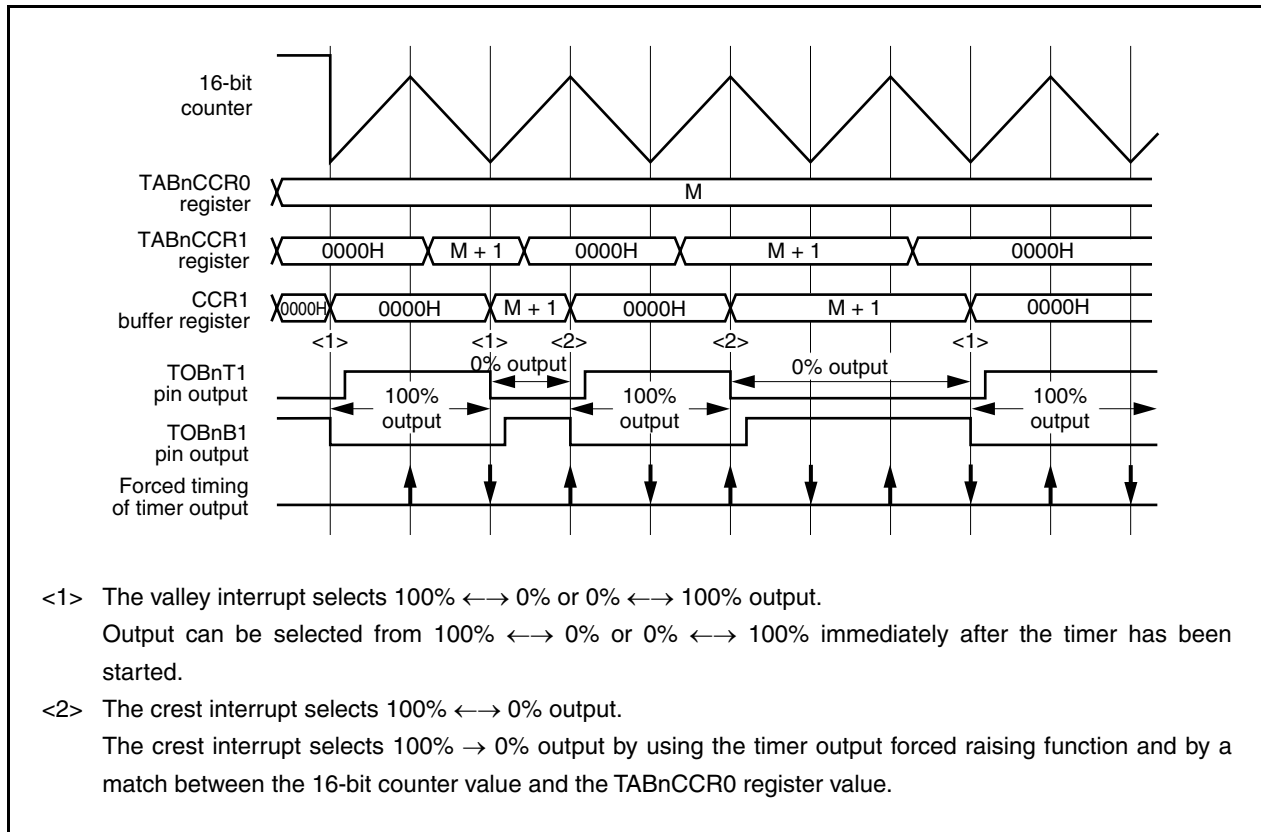 16-bit
counter
TABnCCR0
register
M
TABnCCR1
register
0000H
M + 1
0000H
M + 1
0000H
CCR1
buffer register
0000H
0000H
M + 1
0000H
M + 1
0000H
<1>
<1>
<2>
<2>
<1>
TOBnT1
pin output
0% output
0% output
100%
output
100%
output
100%
output
TOBnB1
pin output
Forced timing
of timer output
<1> The valley interrupt selects 100% ←→ 0% or 0% ←→ 100% output.
Output can be selected from 100% ←→ 0% or 0% ←→ 100% immediately after the timer has been
started.
<2> The crest interrupt selects 100% ←→ 0% output.
The crest interrupt selects 100% → 0% output by using the timer output forced raising function and by a
match between the 16-bit counter value and the TABnCCR0 register value.